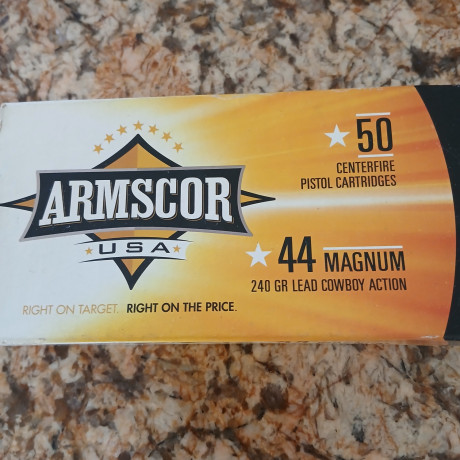 ARMSCOR
USA
RIGHT ON TARGET. RIGHT ON THE PRICE.
50
CENTERFIRE
PISTOL CARTRIDGES
44 MAGNUM
240 GR LEAD COWBOY ACTION